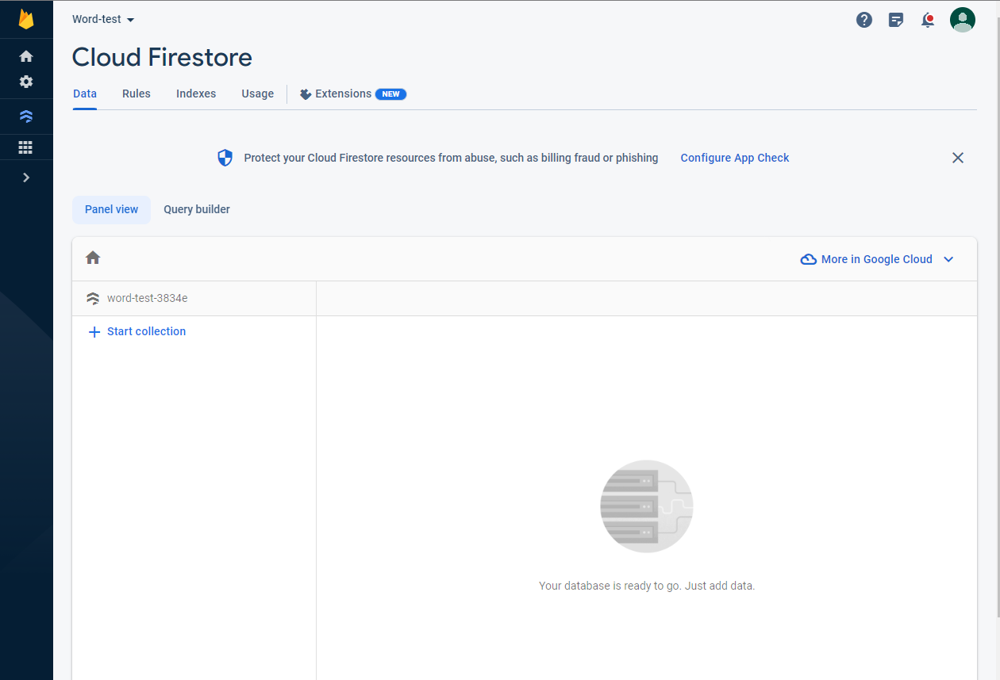 Word-test
Cloud Firestore
Data Rules Indexes Usage Extensions NEW
Protect your Cloud Firestore resources from abuse, such as billing fraud or phishing Configure App Check
Panel view Query builder
More in Google Cloud
word-test-3834e
Start collection
Your database is ready to go. Just add data.